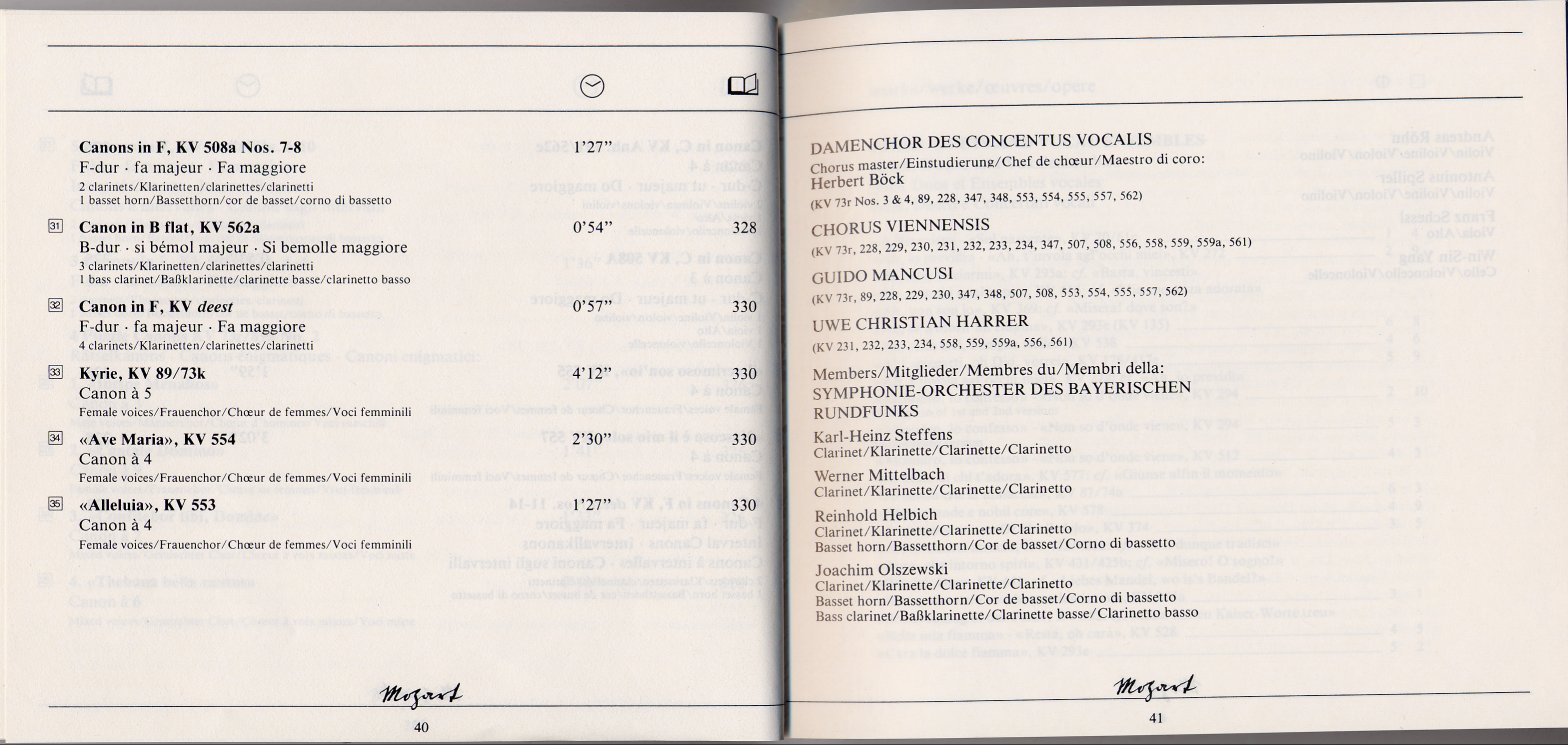 Canons in F, KV 508a Nos. 7-8 1’27”
F-dur · fa majeur · Fa maggiore
2 clarinets/Klarinetten/clarinettes/clarinetti
1 basset horn/Bassetthorn/cor de basset/corno di bassetto
31 Canon in B flat, KV 562a 0’54” 328
B-dur · si bémol majeur · Si bemolle maggiore
3 clarinets/Klarinetten/clarinettes/clarinetti
1 bass clarinet/Baßklarinette/clarinette basse/clarinetto basso
32 Canon in F, KV deest 0’57” 330
F-dur · fa majeur · Fa maggiore
4 clarinets/Klarinetten/clarinettes/clarinetti
33 Kyrie, KV 89/73k 4’12” 330
Canon à 5
Female voices/Frauenchor/Chœur de femmes/Voci femminili
34 «Ave Maria», KV 554 2’30” 330
Canon à 4
Female voices/Frauenchor/Chœur de femmes/Voci femminili
35 «Alleluia», KV 553 1’27” 330
Canon à 4
Female voices/Frauenchor/Chœur de femmes/Voci femminili
Mozart
40
DAMENCHOR DES CONCENTUS VOCALIS
Chorus master/Einstudierung/Chef de chœur/Maestro di coro:
Herbert Böck
(KV 73r Nos. 3 & 4, 89, 228, 347, 348, 553, 554, 555, 557, 562)
CHORUS VIENNENSIS
(KV 73r, 228, 229, 230, 231, 232, 233, 234, 347, 507, 508, 556, 558, 559, 559a, 561)
GUIDO MANCUSI
(KV 73r, 89, 228, 229, 230, 347, 348, 507, 508, 553, 554, 555, 557, 562)
UWE CHRISTIAN HARRER
(KV 231, 232, 233, 234, 558, 559, 559a, 556, 561)
Members/Mitglieder/Membres du/Membri della:
SYMPHONIE-ORCHESTER DES BAYERISCHEN
RUNDFUNKS
Karl-Heinz Steffens
Clarinet/Klarinette/Clarinette/Clarinetto
Werner Mittelbach
Clarinet/Klarinette/Clarinette/Clarinetto
Reinhold Helbich
Clarinet/Klarinette/Clarinette/Clarinetto
Basset horn/Bassetthorn/Cor de basset/Corno di bassetto
Joachim Olszewski
Clarinet/Klarinette/Clarinette/Clarinetto
Basset horn/Bassetthorn/Cor de basset/Corno di bassetto
Bass clarinet/Baßklarinette/Clarinette basse/Clarinetto basso
Mozart
41